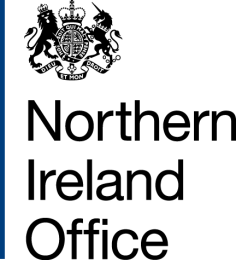 DIEU ET MON DROIT
Northern
Ireland
Office